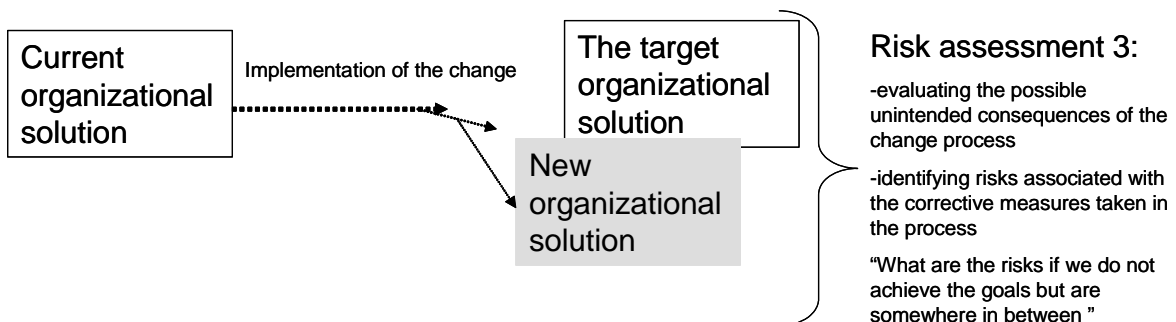 Current
organizational
solution
Implementation of the change
The target
organizational
solution
New
organizational
solution
Risk assessment 3:
-evaluating the possible
unintended consequences of the
change process
-identifying risks associated with
the corrective measures taken in
the process
“What are the risks if we do not
achieve the goals but are
somewhere in between ”